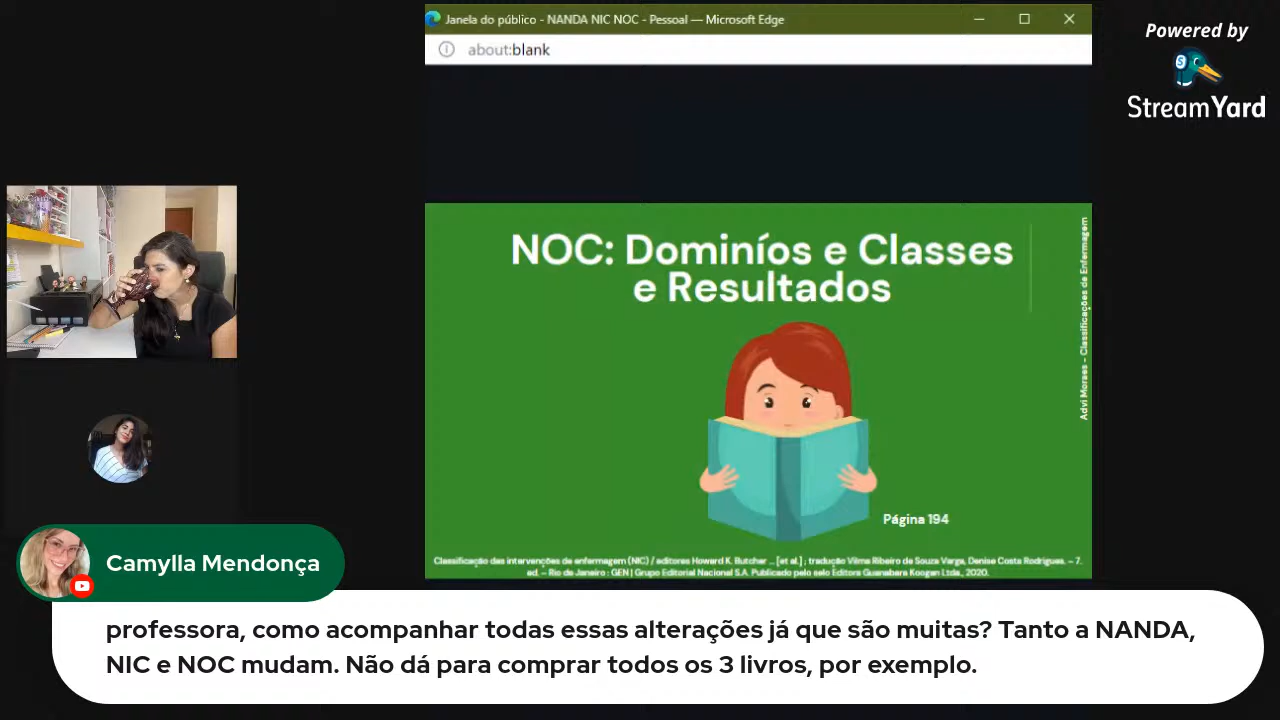 Janela do público - NANDA NIC NOC - Pessoal — Microsoft Edge
about:blank
Powered by
StreamYard
NOC: Dominíos e Classes
e Resultados
Advi Moraes - Classificações de Enfermagem
Página 194
Classificação das intervenções de enfermagem (NIC) / editores Howard K. Butcher ... [et al.] ; tradução Vilma Ribeiro de Souza Varga, Denise Costa Rodrigues. – 7.
ed. – Rio de Janeiro : GEN | Grupo Editorial Nacional S.A. Publicado pelo selo Editora Guanabara Koogan Ltda., 2020.
Camylla Mendonça
professora, como acompanhar todas essas alterações já que são muitas? Tanto a NANDA,
NIC e NOC mudam. Não dá para comprar todos os 3 livros, por exemplo.